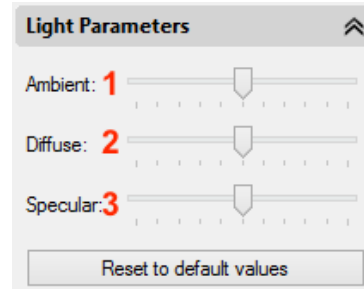 Light Parameters
Ambient: 1
Diffuse: 2
Specular: 3
Reset to default values